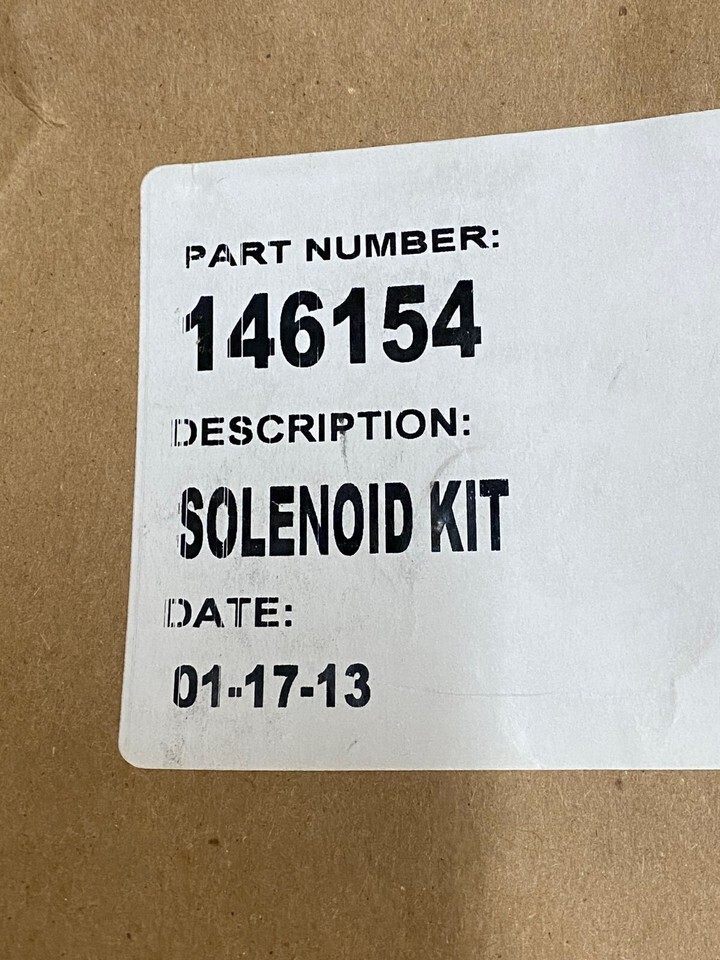 PART NUMBER:
146154
DESCRIPTION:
SOLENOID KIT
DATE:
01-17-13